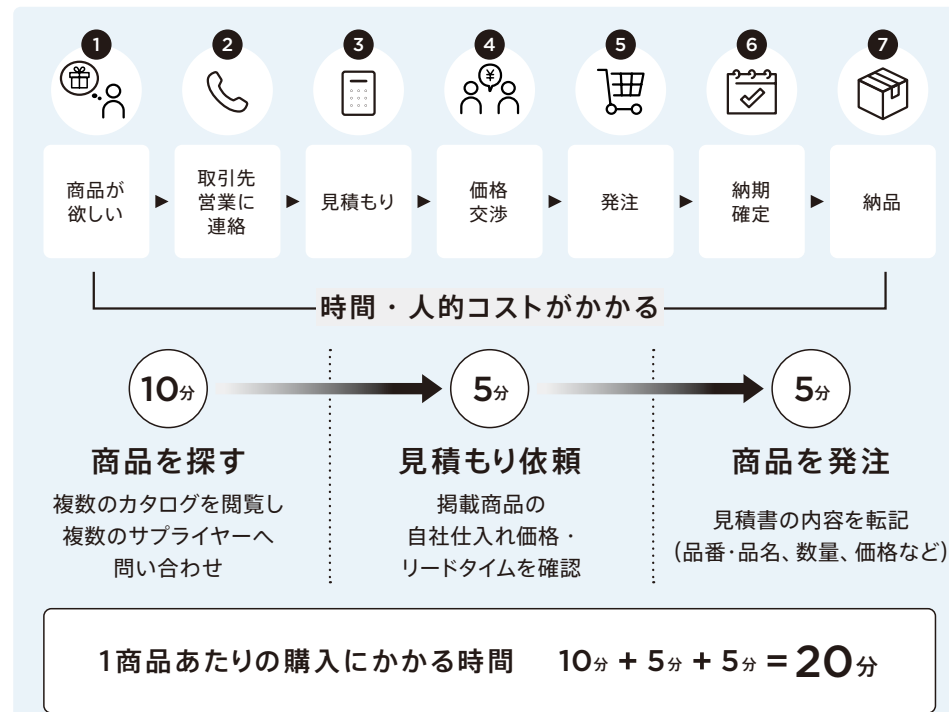 1
2
3
4
5
6
7
¥
商品が
欲しい
取引先
営業に
連絡
見積もり
価格
交渉
発注
納期
確定
納品
時間・人的コストがかかる
10分
5分
5分
商品を探す
複数のカタログを閲覧し
複数のサプライヤーへ
問い合わせ
見積もり依頼
掲載商品の
自社仕入れ価格・
リードタイムを確認
商品を発注
見積書の内容を転記
(品番・品名、数量、価格など)
1商品あたりの購入にかかる時間 10分 + 5分 + 5分 = 20分